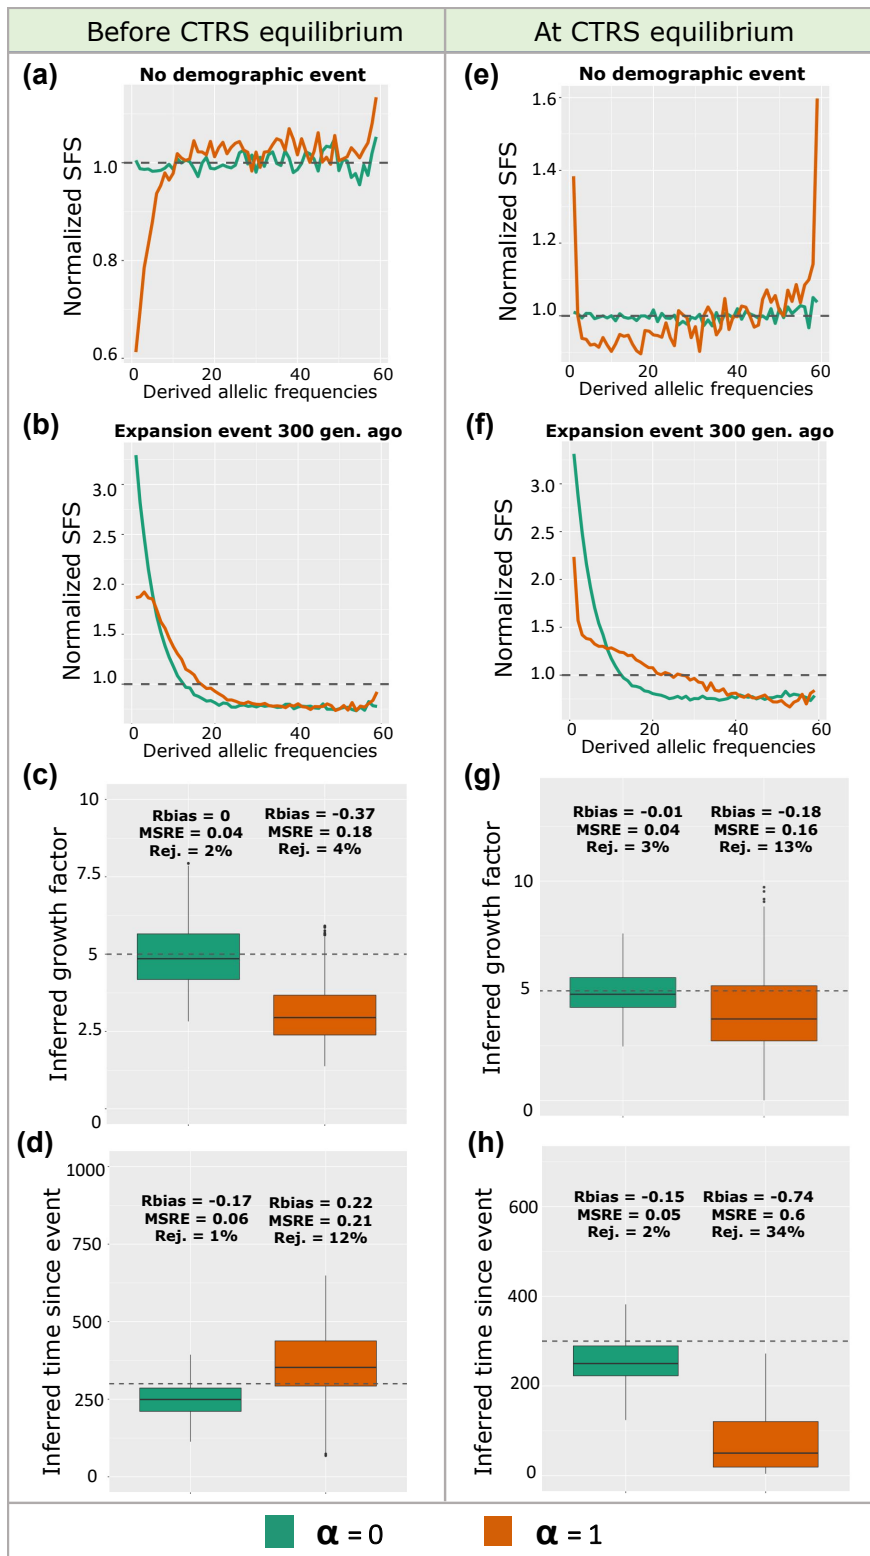 Before CTRS equilibrium
At CTRS equilibrium
(a)
No demographic event
Normalized SFS
1.0
0.8
0.6
0
20
40
60
Derived allelic frequencies
(b)
Expansion event 300 gen. ago
Normalized SFS
3.0
2.5
2.0
1.5
1.0
0
20
40
60
Derived allelic frequencies
(c)
Inferred growth factor
10
7.5
5
2.5
0
Rbias = 0
MSRE = 0.04
Rej. = 2%
Rbias = -0.37
MSRE = 0.18
Rej. = 4%
(d)
Inferred time since event
1000
750
500
250
0
Rbias = -0.17
MSRE = 0.06
Rej. = 1%
Rbias = 0.22
MSRE = 0.21
Rej. = 12%
(e)
No demographic event
Normalized SFS
1.6
1.4
1.2
1.0
0
20
40
60
Derived allelic frequencies
(f)
Expansion event 300 gen. ago
Normalized SFS
3.0
2.5
2.0
1.5
1.0
0
20
40
60
Derived allelic frequencies
(g)
Inferred growth factor
10
5
0
Rbias = -0.01
MSRE = 0.04
Rej. = 3%
Rbias = -0.18
MSRE = 0.16
Rej. = 13%
(h)
Inferred time since event
600
400
200
0
Rbias = -0.15
MSRE = 0.05
Rej. = 2%
Rbias = -0.74
MSRE = 0.6
Rej. = 34%
α = 0
α = 1